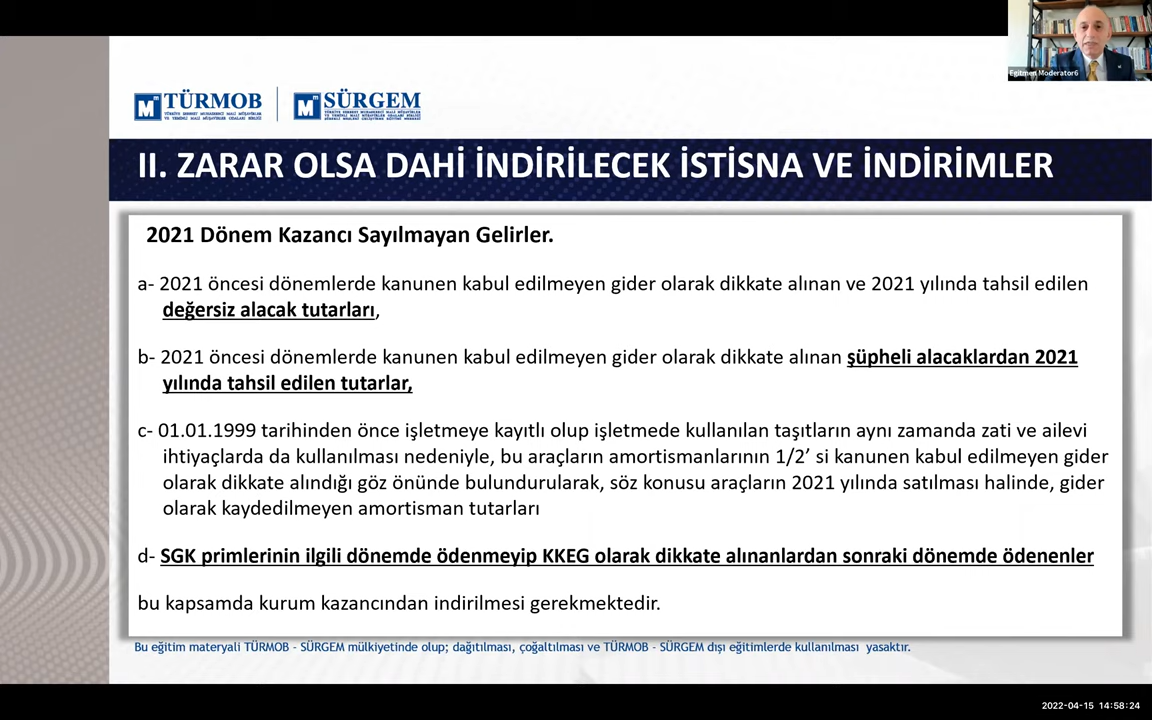 Egitmen Moderator6
TÜRMOB
SÜRGEM
II. ZARAR OLSA DAHİ İNDİRİLECEK İSTİSNA VE İNDİRİMLER
2021 Dönem Kazancı Sayılmayan Gelirler.
a- 2021 öncesi dönemlerde kanunen kabul edilmeyen gider olarak dikkate alınan ve 2021 yılında tahsil edilen
değersiz alacak tutarları,
b- 2021 öncesi dönemlerde kanunen kabul edilmeyen gider olarak dikkate alınan şüpheli alacaklardan 2021
yılında tahsil edilen tutarlar,
c- 01.01.1999 tarihinden önce işletmeye kayıtlı olup işletmede kullanılan taşıtların aynı zamanda zati ve ailevi
ihtiyaçlarda da kullanılması nedeniyle, bu araçların amortismanlarının 1/2’ si kanunen kabul edilmeyen gider
olarak dikkate alındığı göz önünde bulundurularak, söz konusu araçların 2021 yılında satılması halinde, gider
olarak kaydedilmeyen amortisman tutarları
d- SGK primlerinin ilgili dönemde ödenmeyip KKEG olarak dikkate alınanlardan sonraki dönemde ödenenler
bu kapsamda kurum kazancından indirilmesi gerekmektedir.
Bu eğitim materyali TÜRMOB - SÜRGEM mülkiyetinde olup; dağıtılması, çoğaltılması ve TÜRMOB - SÜRGEM dışı eğitimlerde kullanılması yasaktır.
2022-04-15 14:58:24